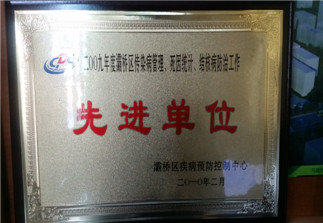 二00九年度灞桥区传染病管理、死因统计、结核病防治工作
先进单位
灞桥区疾病预防控制中心
二〇一〇年二月